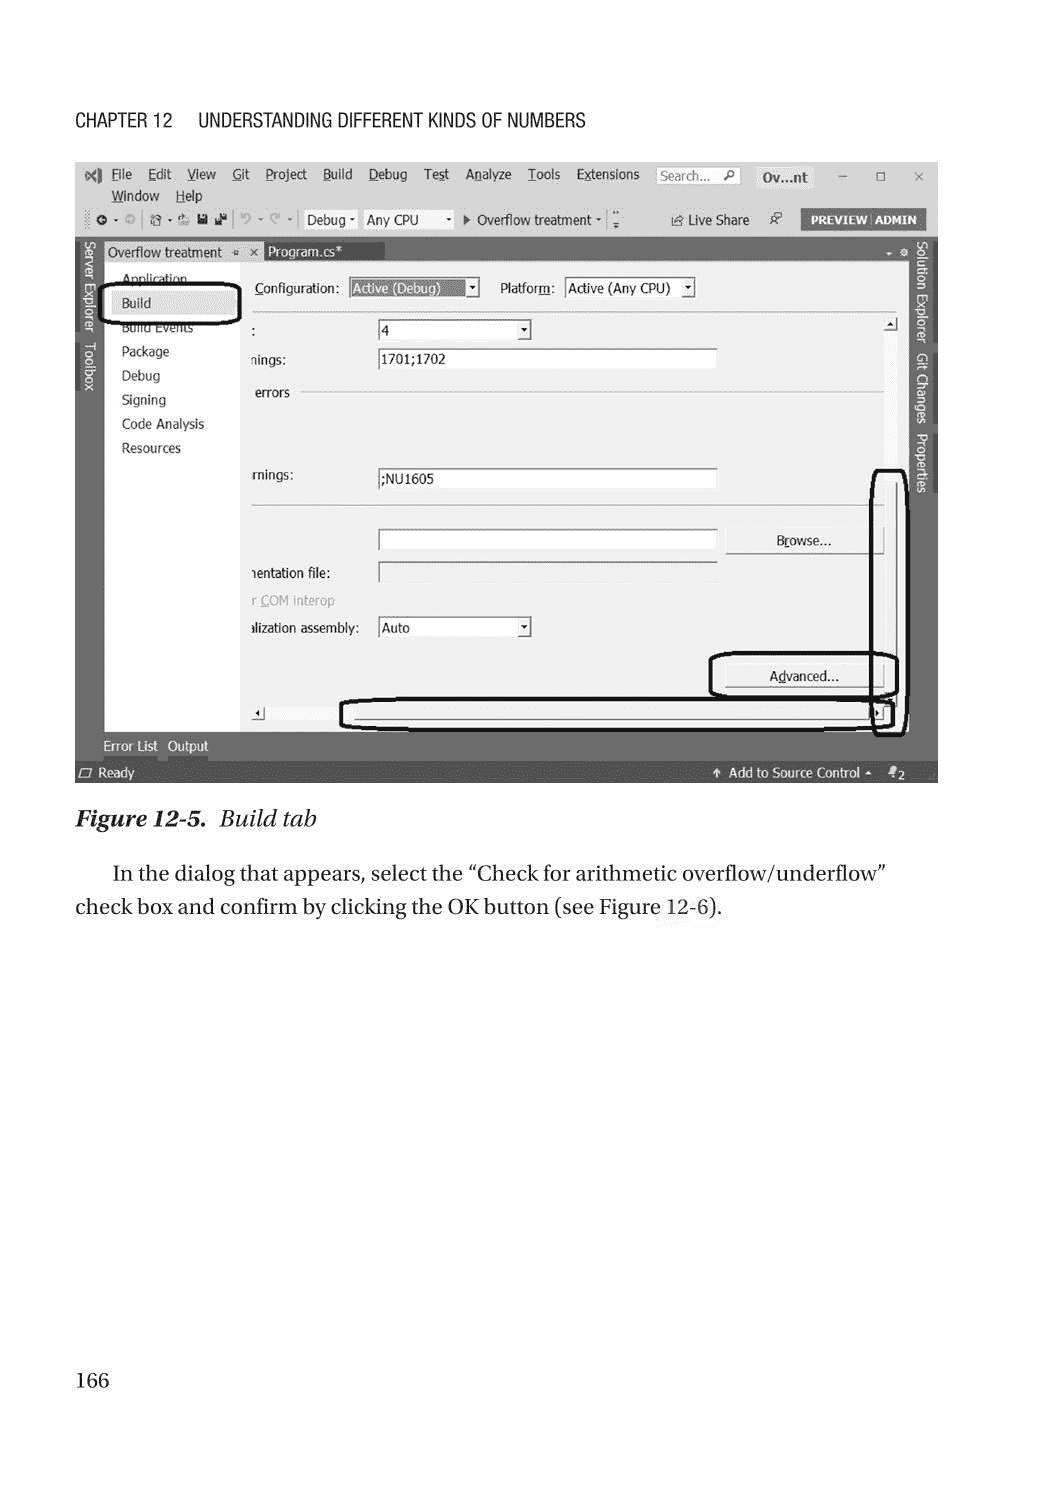 CHAPTER 12 UNDERSTANDING DIFFERENT KINDS OF NUMBERS
File Edit View Git Project Build Debug Test Analyze Tools Extensions Search... Ov...nt
Window Help
Debug Any CPU Overflow treatment Live Share PREVIEW ADMIN
Overflow treatment Program.cs*
Server Explorer
Toolbox
Application
Build
Build Events
Package
Debug
Signing
Code Analysis
Resources
Configuration: Active (Debug) Platform: Active (Any CPU)
: 4
nings: 1701;1702
errors
rnings: ;NU1605
Browse...
nentation file:
r COM interop
alization assembly: Auto
Advanced...
Solution Explorer
Git Changes
Properties
Error List Output
Ready Add to Source Control 2
Figure 12-5. Build tab
In the dialog that appears, select the “Check for arithmetic overflow/underflow”
check box and confirm by clicking the OK button (see Figure 12-6).
166